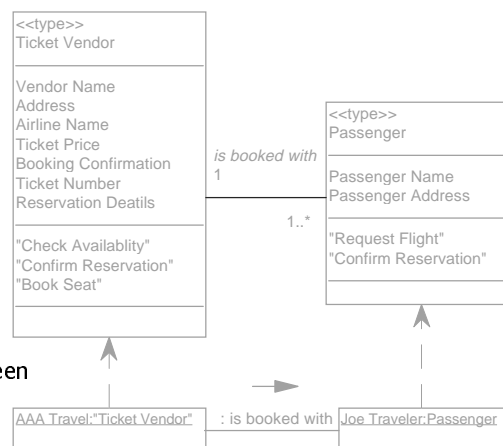 <<type>>
Ticket Vendor
Vendor Name
Address
Airline Name
Ticket Price
Booking Confirmation
Ticket Number
Reservation Deatils
"Check Availablity"
"Confirm Reservation"
"Book Seat"
is booked with
1
1..*
<<type>>
Passenger
Passenger Name
Passenger Address
"Request Flight"
"Confirm Reservation"
een
AAA Travel:"Ticket Vendor"
: is booked with
Joe Traveler:Passenger